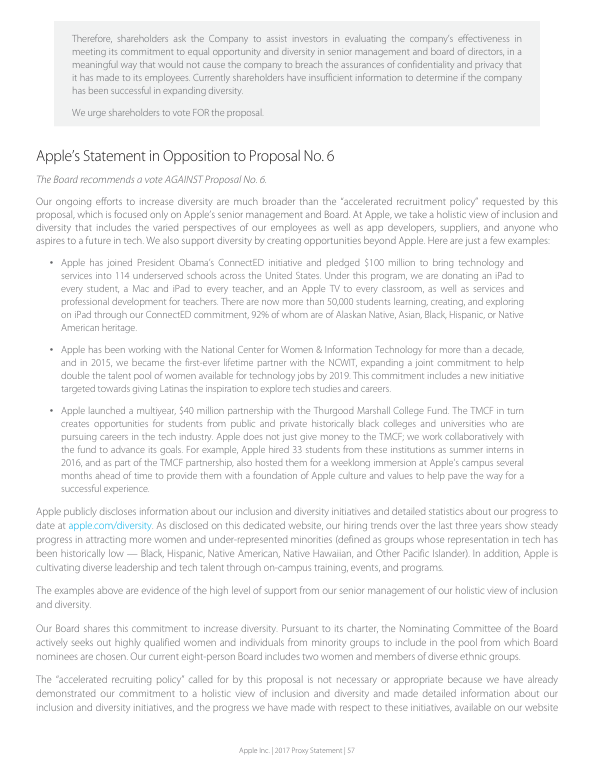 Therefore, shareholders ask the Company to assist investors in evaluating the company's effectiveness in
meeting its commitment to equal opportunity and diversity in senior management and board of directors, in a
meaningful way that would not cause the company to breach the assurances of confidentiality and privacy that
it has made to its employees. Currently shareholders have insufficient information to determine if the company
has been successful in expanding diversity.
We urge shareholders to vote FOR the proposal.
Apple's Statement in Opposition to Proposal No. 6
The Board recommends a vote AGAINST Proposal No. 6.
Our ongoing efforts to increase diversity are much broader than the "accelerated recruitment policy" requested by this
proposal, which is focused only on Apple's senior management and Board. At Apple, we take a holistic view of inclusion and
diversity that includes the varied perspectives of our employees as well as app developers, suppliers, and anyone who
aspires to a future in tech. We also support diversity by creating opportunities beyond Apple. Here are just a few examples:
• Apple has joined President Obama's ConnectED initiative and pledged $100 million to bring technology and
services into 114 underserved schools across the United States. Under this program, we are donating an iPad to
every student, a Mac and iPad to every teacher, and an Apple TV to every classroom, as well as services and
professional development for teachers. There are now more than 50,000 students learning, creating, and exploring
on iPad through our ConnectED commitment, 92% of whom are of Alaskan Native, Asian, Black, Hispanic, or Native
American heritage.
• Apple has been working with the National Center for Women & Information Technology for more than a decade,
and in 2015, we became the first-ever lifetime partner with the NCWIT, expanding a joint commitment to help
double the talent pool of women available for technology jobs by 2019. This commitment includes a new initiative
targeted towards giving Latinas the inspiration to explore tech studies and careers.
• Apple launched a multiyear, $40 million partnership with the Thurgood Marshall College Fund. The TMCF in turn
creates opportunities for students from public and private historically black colleges and universities who are
pursuing careers in the tech industry. Apple does not just give money to the TMCF; we work collaboratively with
the fund to advance its goals. For example, Apple hired 33 students from these institutions as summer interns in
2016, and as part of the TMCF partnership, also hosted them for a weeklong immersion at Apple's campus several
months ahead of time to provide them with a foundation of Apple culture and values to help pave the way for a
successful experience.
Apple publicly discloses information about our inclusion and diversity initiatives and detailed statistics about our progress to
date at apple.com/diversity. As disclosed on this dedicated website, our hiring trends over the last three years show steady
progress in attracting more women and under-represented minorities (defined as groups whose representation in tech has
been historically low — Black, Hispanic, Native American, Native Hawaiian, and Other Pacific Islander). In addition, Apple is
cultivating diverse leadership and tech talent through on-campus training, events, and programs.
The examples above are evidence of the high level of support from our senior management of our holistic view of inclusion
and diversity.
Our Board shares this commitment to increase diversity. Pursuant to its charter, the Nominating Committee of the Board
actively seeks out highly qualified women and individuals from minority groups to include in the pool from which Board
nominees are chosen. Our current eight-person Board includes two women and members of diverse ethnic groups.
The "accelerated recruiting policy" called for by this proposal is not necessary or appropriate because we have already
demonstrated our commitment to a holistic view of inclusion and diversity and made detailed information about our
inclusion and diversity initiatives, and the progress we have made with respect to these initiatives, available on our website
Apple Inc. | 2017 Proxy Statement | 57